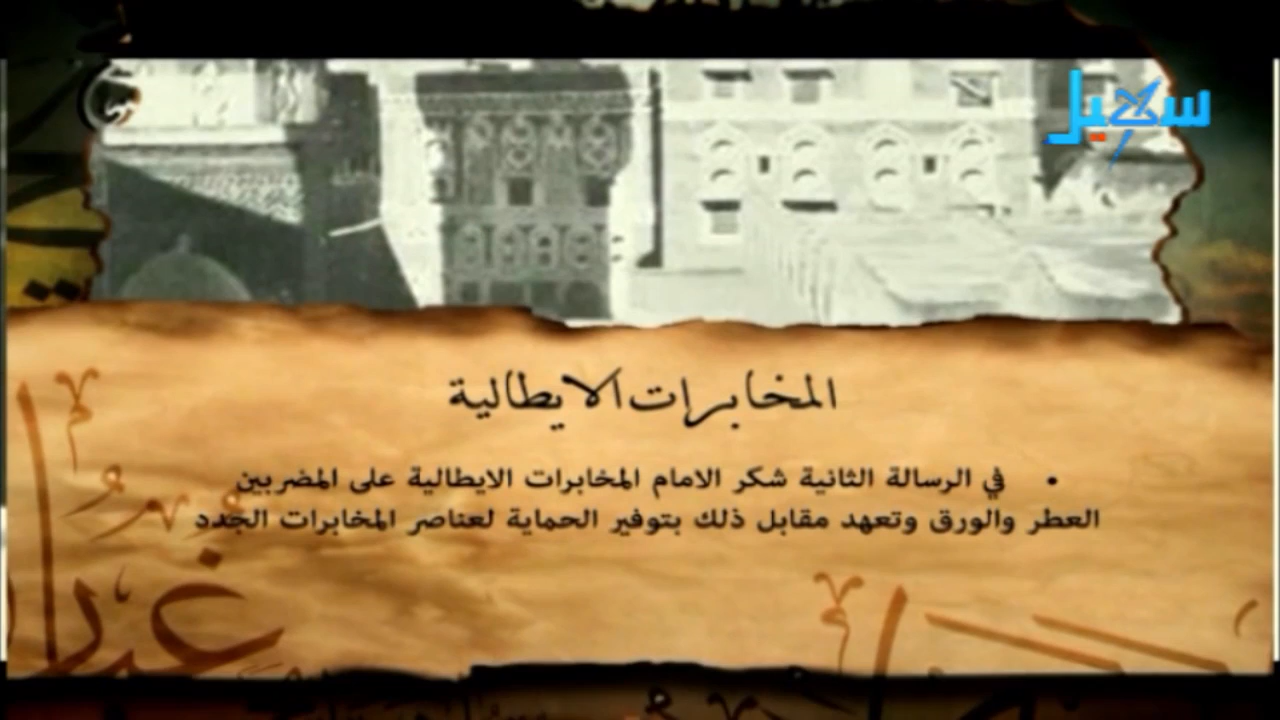 سهيل
المخابرات الايطالية
• في الرسالة الثانية شكر الامام المخابرات الايطالية على المضربين
العطر والورق وتعهد مقابل ذلك بتوفير الحماية لعناصر المخابرات الجدد